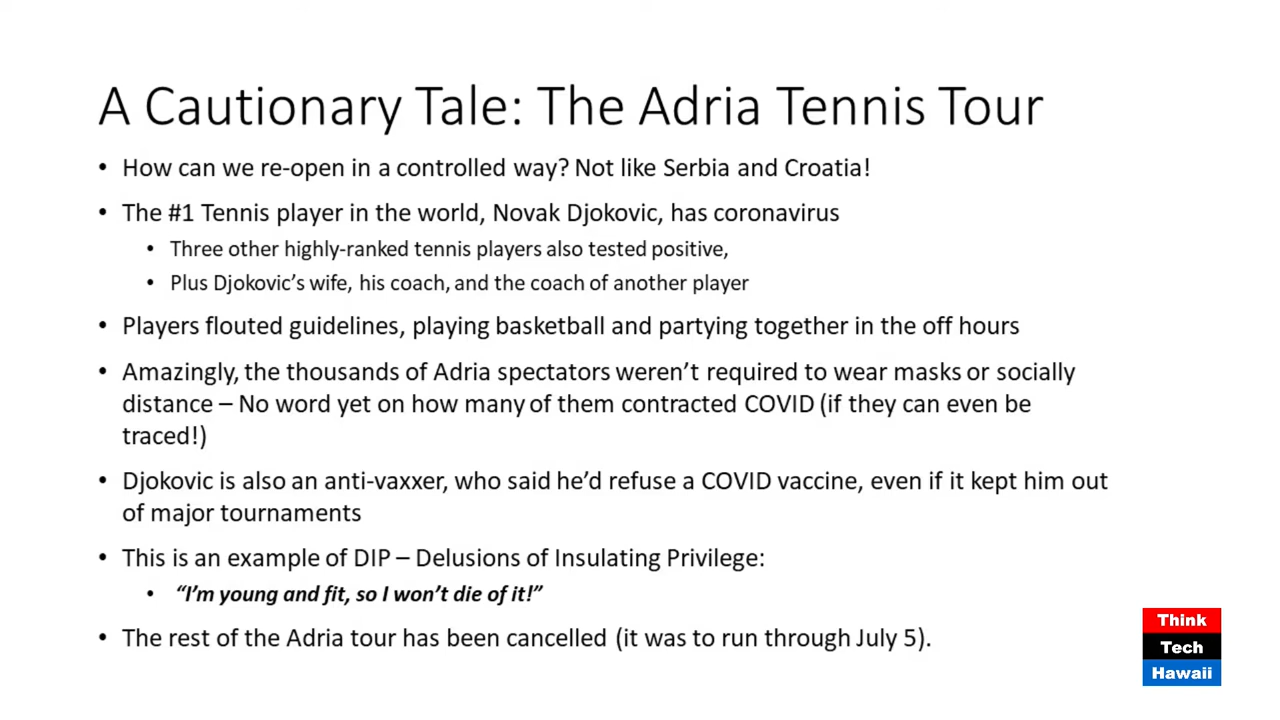 A Cautionary Tale: The Adria Tennis Tour
• How can we re-open in a controlled way? Not like Serbia and Croatia!
• The #1 Tennis player in the world, Novak Djokovic, has coronavirus
• Three other highly-ranked tennis players also tested positive,
• Plus Djokovic’s wife, his coach, and the coach of another player
• Players flouted guidelines, playing basketball and partying together in the off hours
• Amazingly, the thousands of Adria spectators weren’t required to wear masks or socially
distance – No word yet on how many of them contracted COVID (if they can even be
traced!)
• Djokovic is also an anti-vaxxer, who said he’d refuse a COVID vaccine, even if it kept him out
of major tournaments
• This is an example of DIP – Delusions of Insulating Privilege:
• “I’m young and fit, so I won’t die of it!”
• The rest of the Adria tour has been cancelled (it was to run through July 5).
Think
Tech
Hawaii